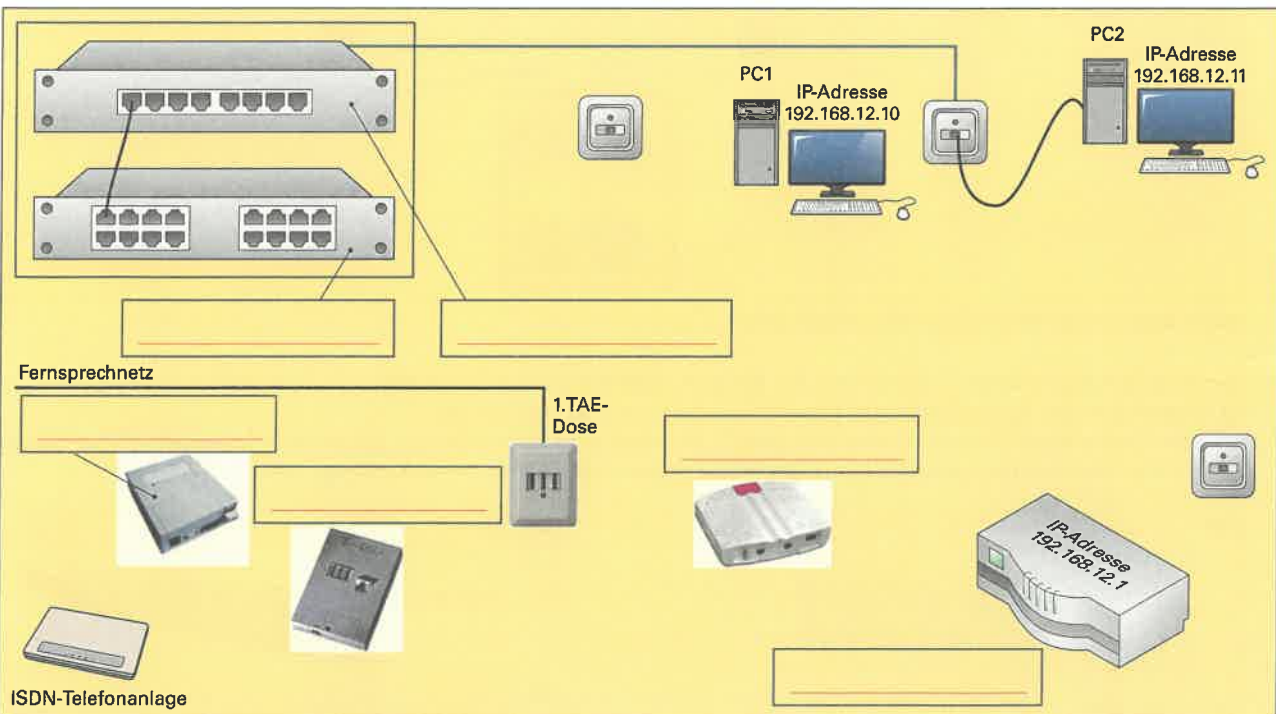 PC2
IP-Adresse
192.168.12.11
PC1
IP-Adresse
192.168.12.10
Fernsprechnetz
1.TAE-
Dose
IP-Adresse
192.168.12.1
ISDN-Telefonanlage